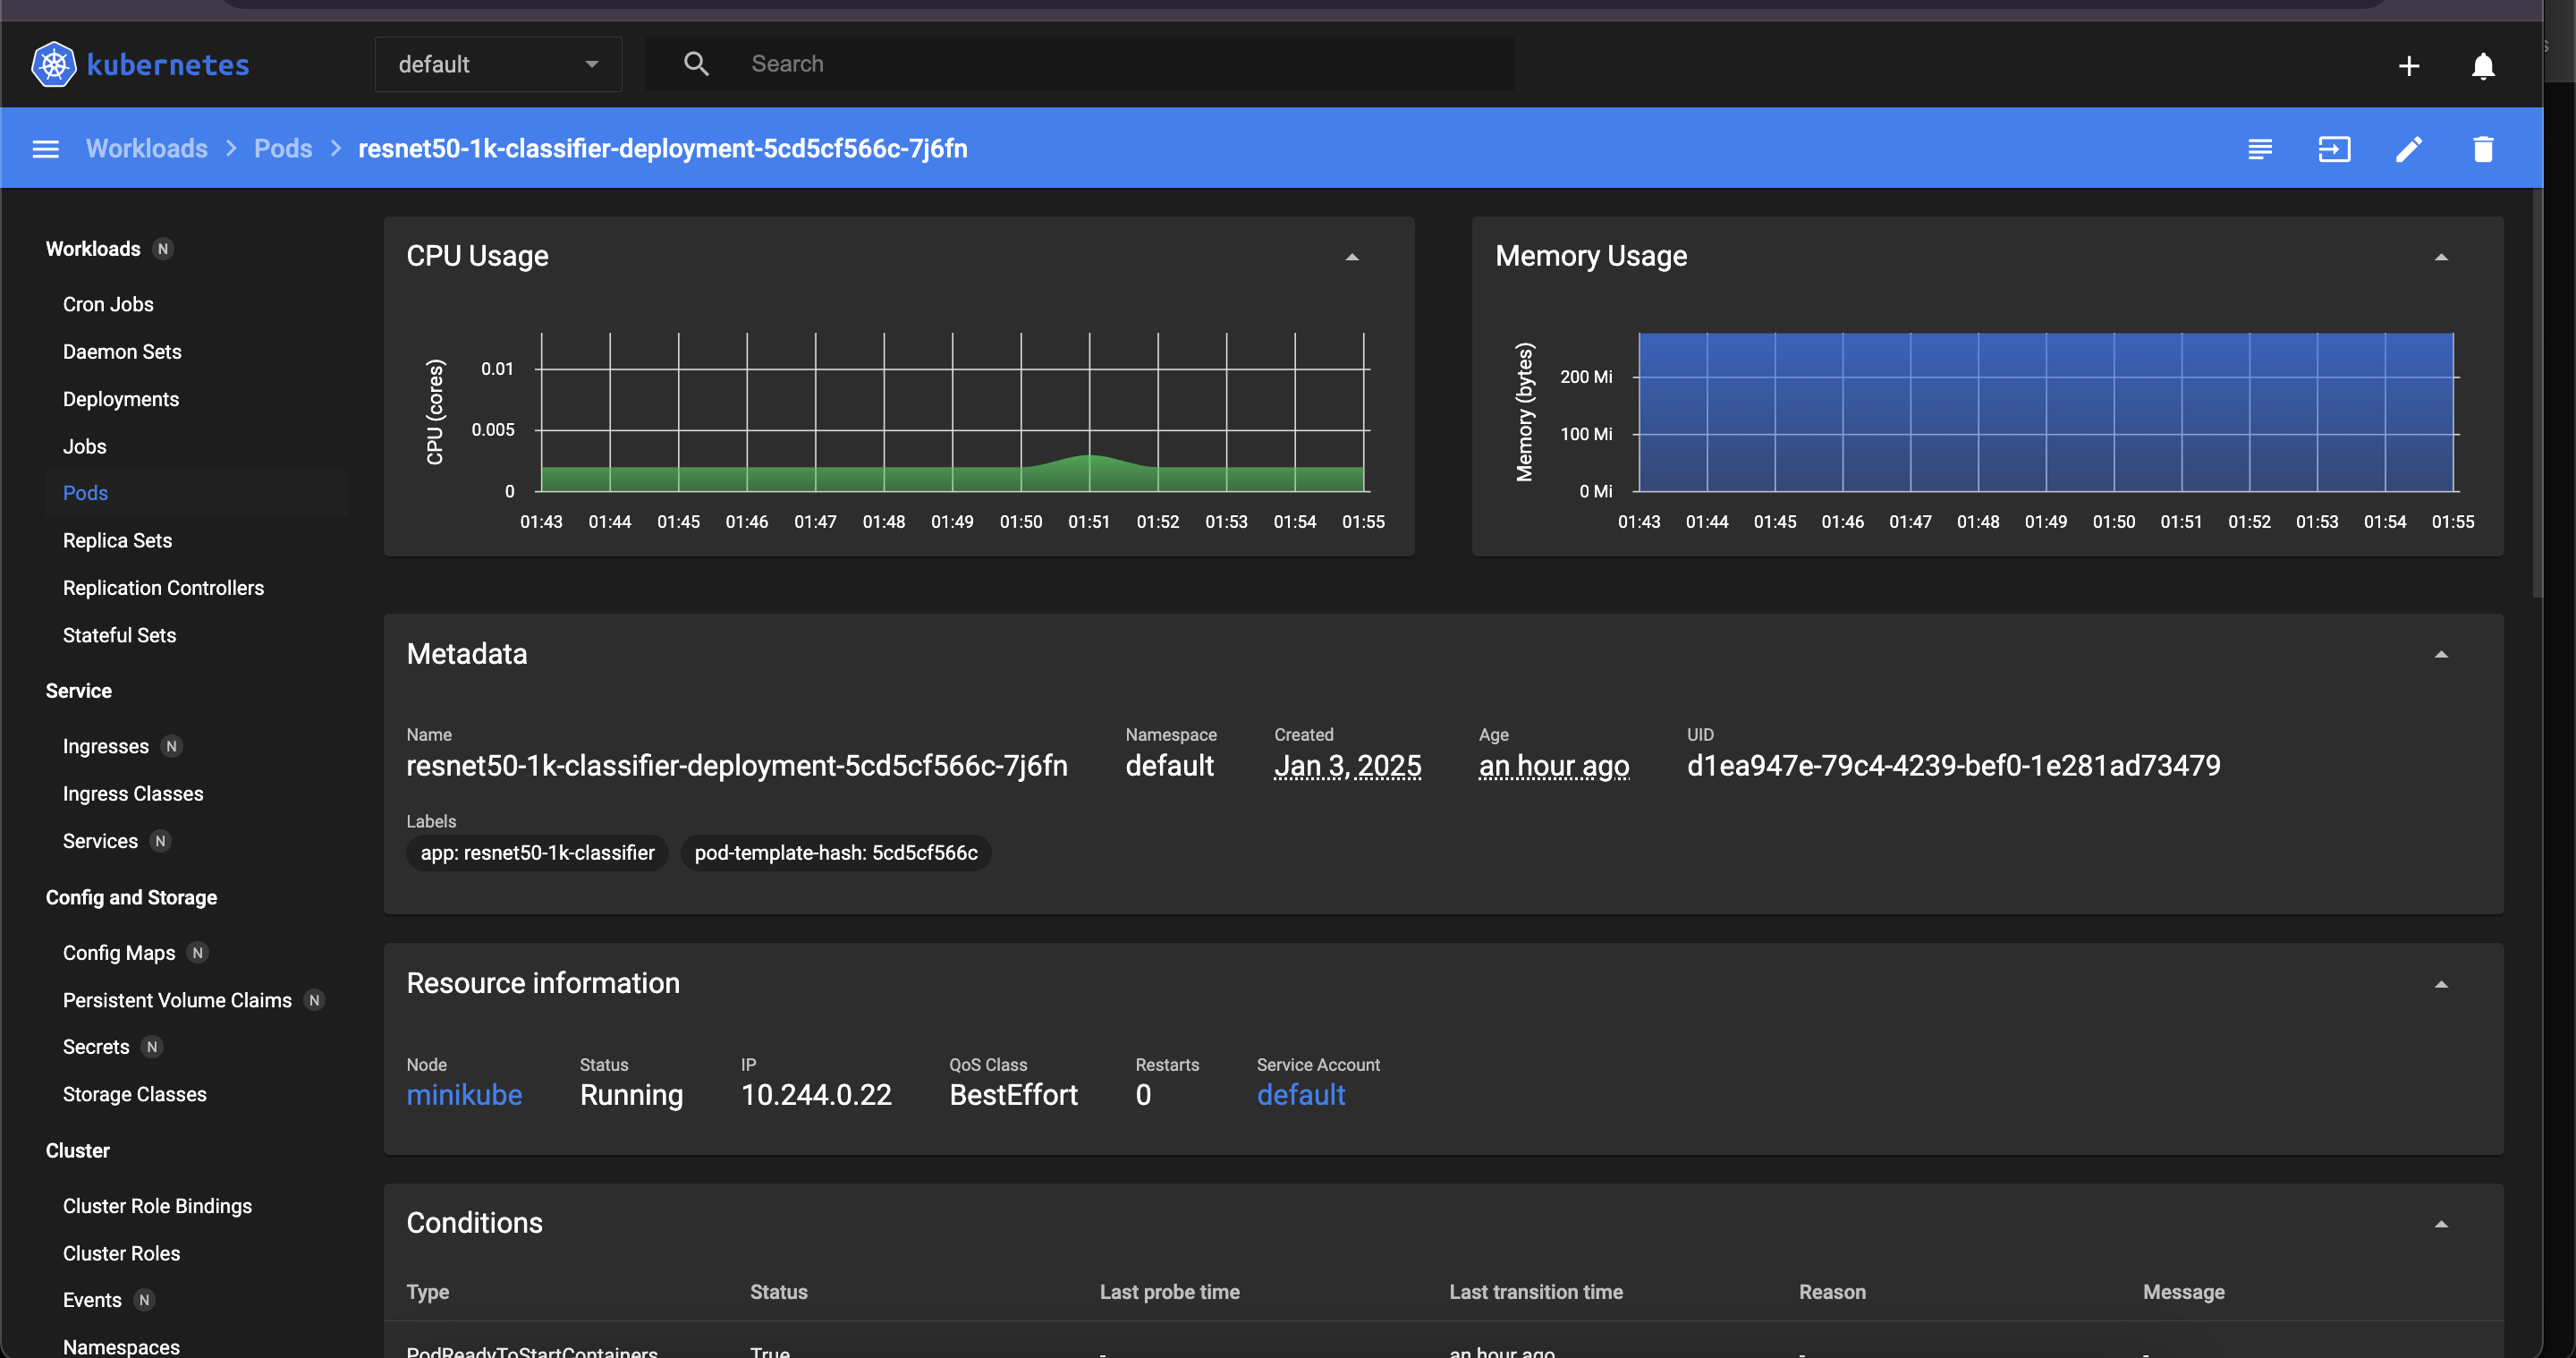 kubernetes
default
Search
Workloads > Pods > resnet50-1k-classifier-deployment-5cd5cf566c-7j6fn
Workloads N
Cron Jobs
Daemon Sets
Deployments
Jobs
Pods
Replica Sets
Replication Controllers
Stateful Sets
Service
Ingresses N
Ingress Classes
Services N
Config and Storage
Config Maps N
Persistent Volume Claims N
Secrets N
Storage Classes
Cluster
Cluster Role Bindings
Cluster Roles
Events N
Namespaces
CPU Usage
CPU (cores)
0.01
0.005
0
01:43 01:44 01:45 01:46 01:47 01:48 01:49 01:50 01:51 01:52 01:53 01:54 01:55
Memory Usage
Memory (bytes)
200 Mi
100 Mi
0 Mi
01:43 01:44 01:45 01:46 01:47 01:48 01:49 01:50 01:51 01:52 01:53 01:54 01:55
Metadata
Name Namespace Created Age UID
resnet50-1k-classifier-deployment-5cd5cf566c-7j6fn default Jan 3, 2025 an hour ago d1ea947e-79c4-4239-bef0-1e281ad73479
Labels
app: resnet50-1k-classifier pod-template-hash: 5cd5cf566c
Resource information
Node Status IP QoS Class Restarts Service Account
minikube Running 10.244.0.22 BestEffort 0 default
Conditions
Type Status Last probe time Last transition time Reason Message
PodReadyToStartContainers True - an hour ago - -